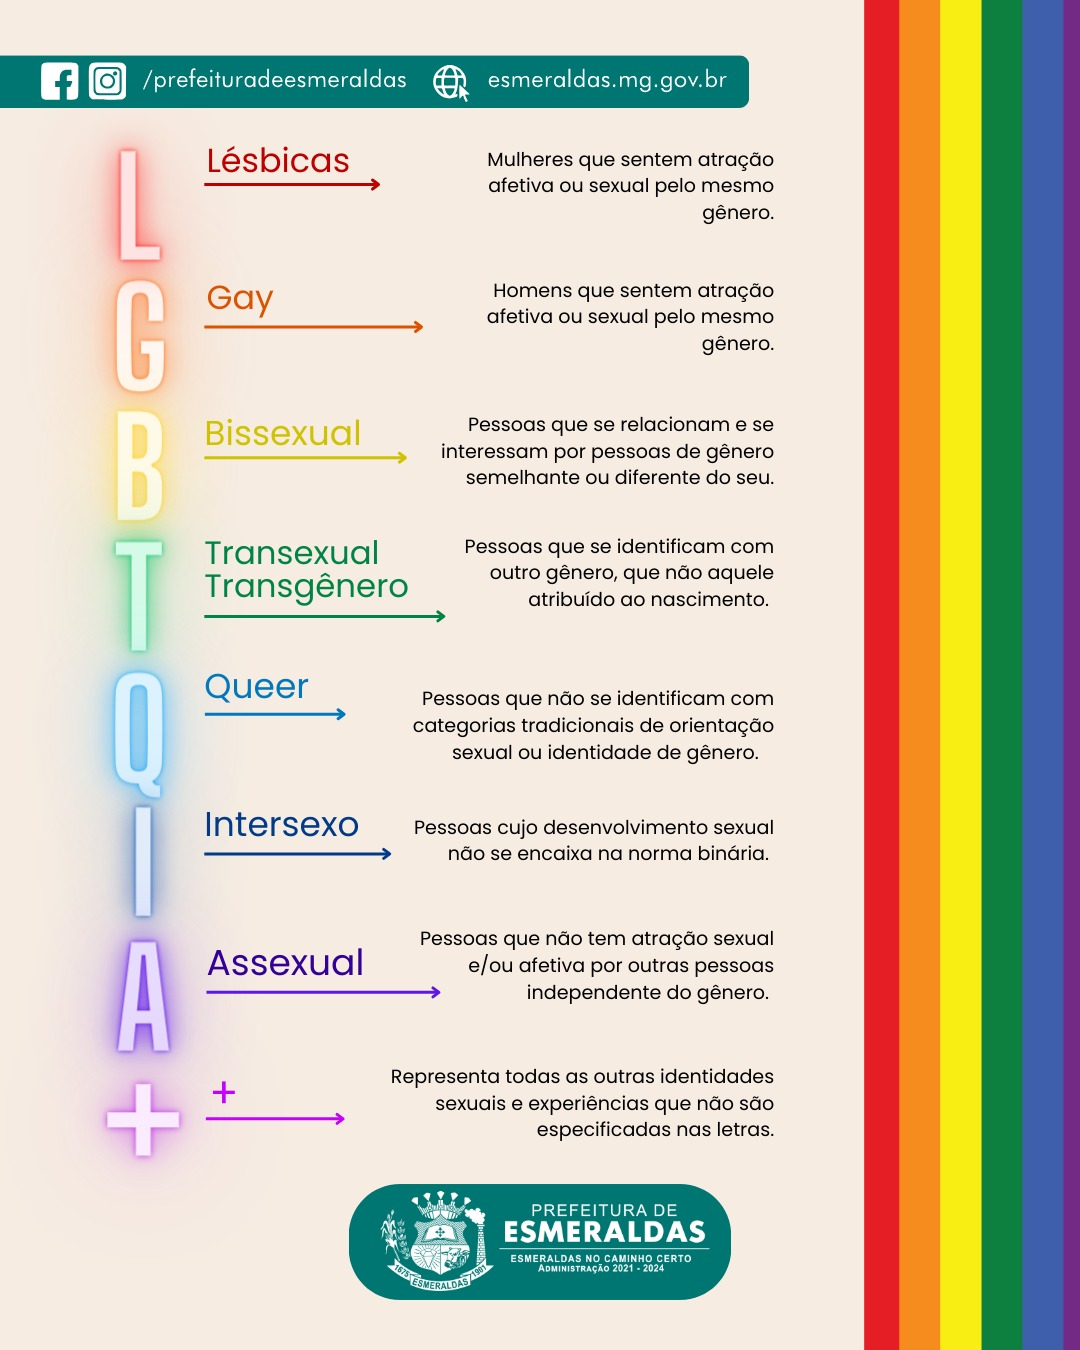 /prefeituradeesmeraldas esmeraldas.mg.gov.br
L
Lésbicas
Mulheres que sentem atração
afetiva ou sexual pelo mesmo
gênero.
G
Gay
Homens que sentem atração
afetiva ou sexual pelo mesmo
gênero.
B
Bissexual
Pessoas que se relacionam e se
interessam por pessoas de gênero
semelhante ou diferente do seu.
T
Transexual
Transgênero
Pessoas que se identificam com
outro gênero, que não aquele
atribuído ao nascimento.
Q
Queer
Pessoas que não se identificam com
categorias tradicionais de orientação
sexual ou identidade de gênero.
I
Intersexo
Pessoas cujo desenvolvimento sexual
não se encaixa na norma binária.
A
Assexual
Pessoas que não tem atração sexual
e/ou afetiva por outras pessoas
independente do gênero.
+
+
Representa todas as outras identidades
sexuais e experiências que não são
especificadas nas letras.
PREFEITURA DE
ESMERALDAS
ESMERALDAS NO CAMINHO CERTO
ADMINISTRAÇÃO 2021 - 2024
1675 ESMERALDAS 1901